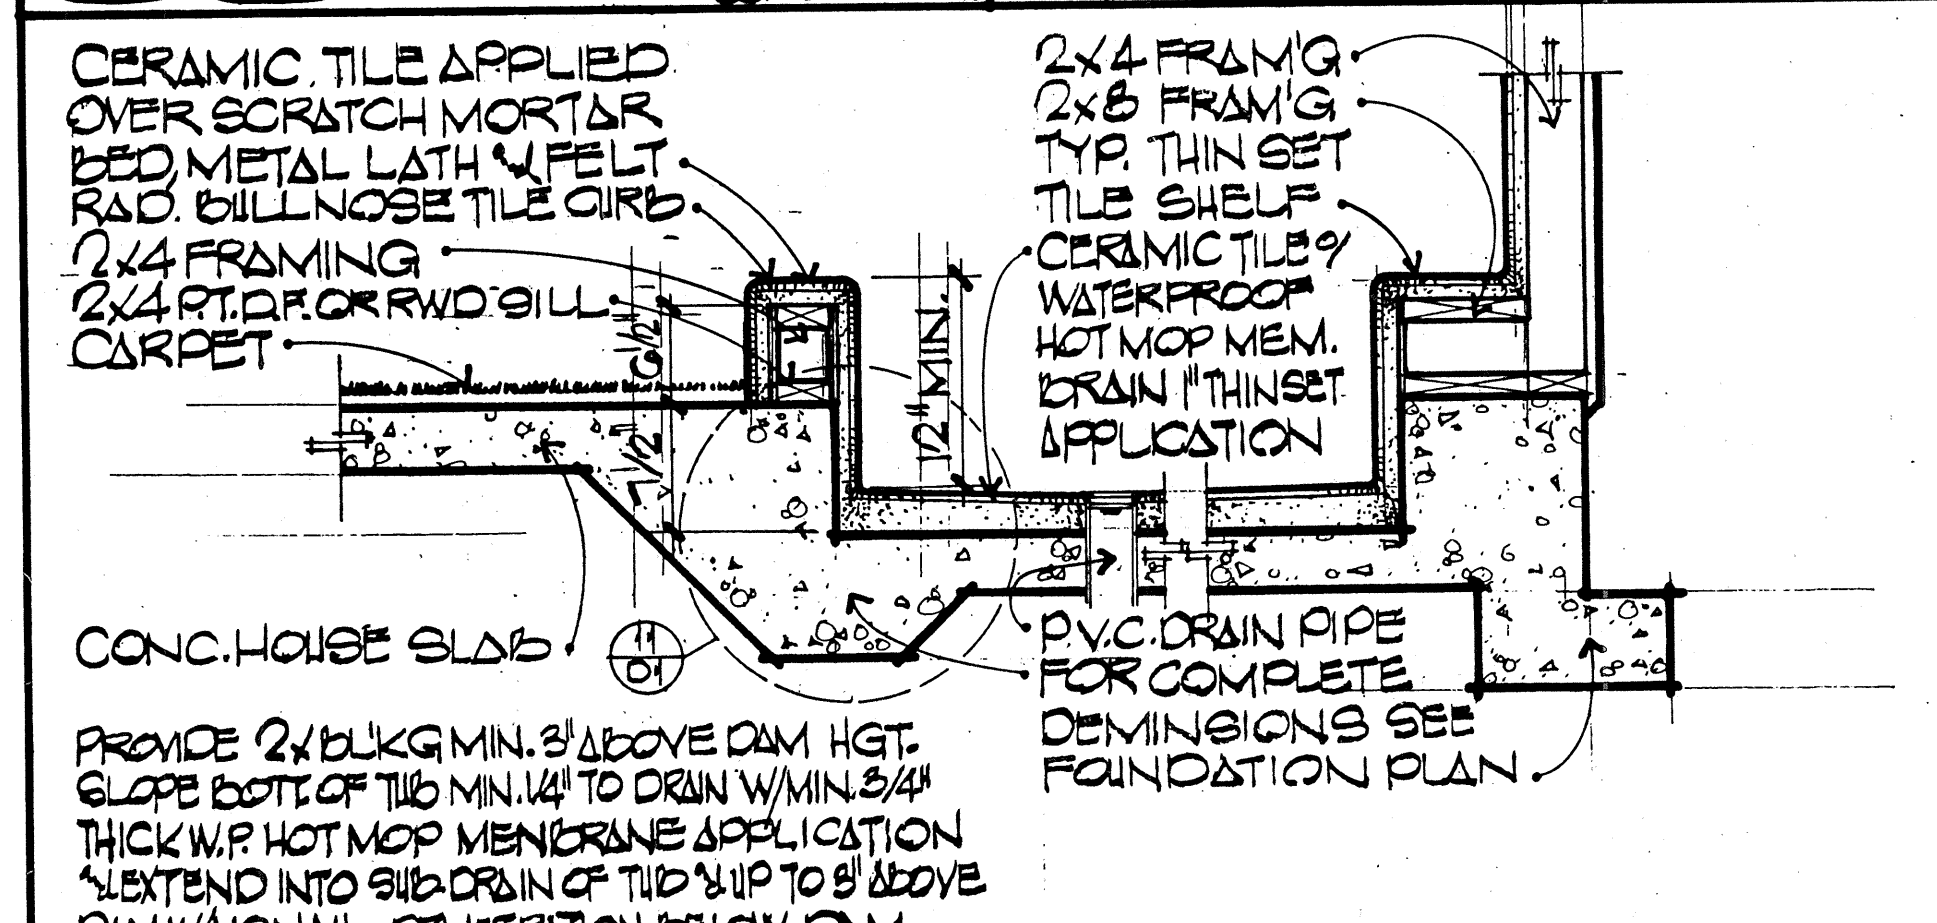 CERAMIC. TILE APPLIED
OVER SCRATCH MORTAR
BED, METAL LATH & FELT
RAD. BULLNOSE TILE CURB
2x4 FRAMING
2x4 P.T.D.F. OR RWD SILL
CARPET
6 1/2
7 1/2
12" MIN.
2x4 FRAM'G
2x8 FRAM'G
TYP. THIN SET
TILE SHELF
CERAMIC TILE O/
WATERPROOF
HOT MOP MEM.
DRAIN 1" THINSET
APPLICATION
CONC. HOUSE SLAB
11
D1
P.V.C. DRAIN PIPE
FOR COMPLETE
DEMINSIONS SEE
FOUNDATION PLAN
PROVIDE 2x BLK'G MIN. 3" ABOVE DAM HGT.
SLOPE BOTT. OF TUB MIN. 1/4" TO DRAIN W/MIN. 3/4"
THICK W.P. HOT MOP MENBRANE APPLICATION
& EXTEND INTO SUB-DRAIN OF TUB & UP TO 3" ABOVE